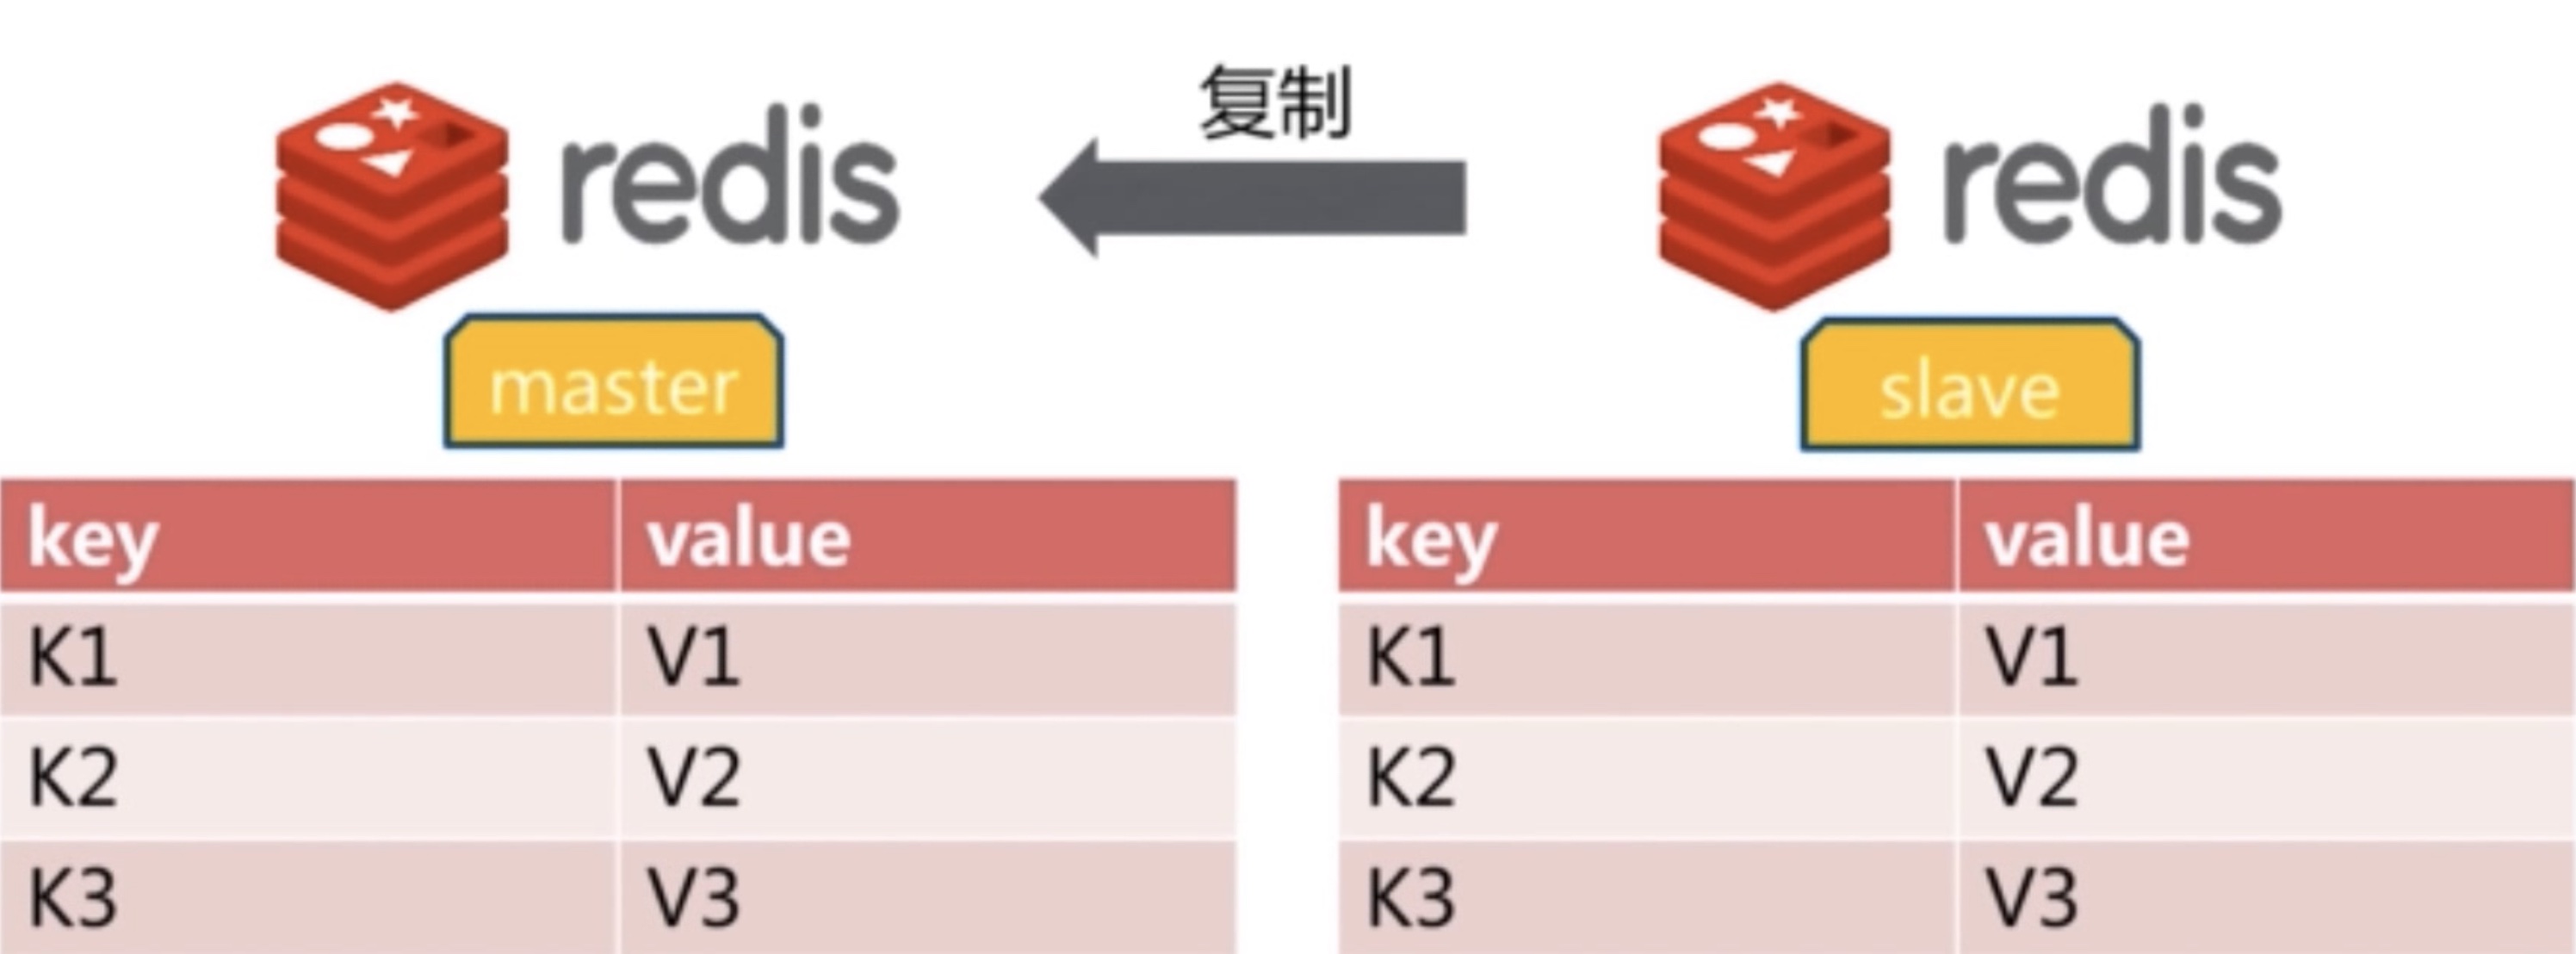 复制
redis
redis
master
slave
key value
K1 V1
K2 V2
K3 V3
key value
K1 V1
K2 V2
K3 V3